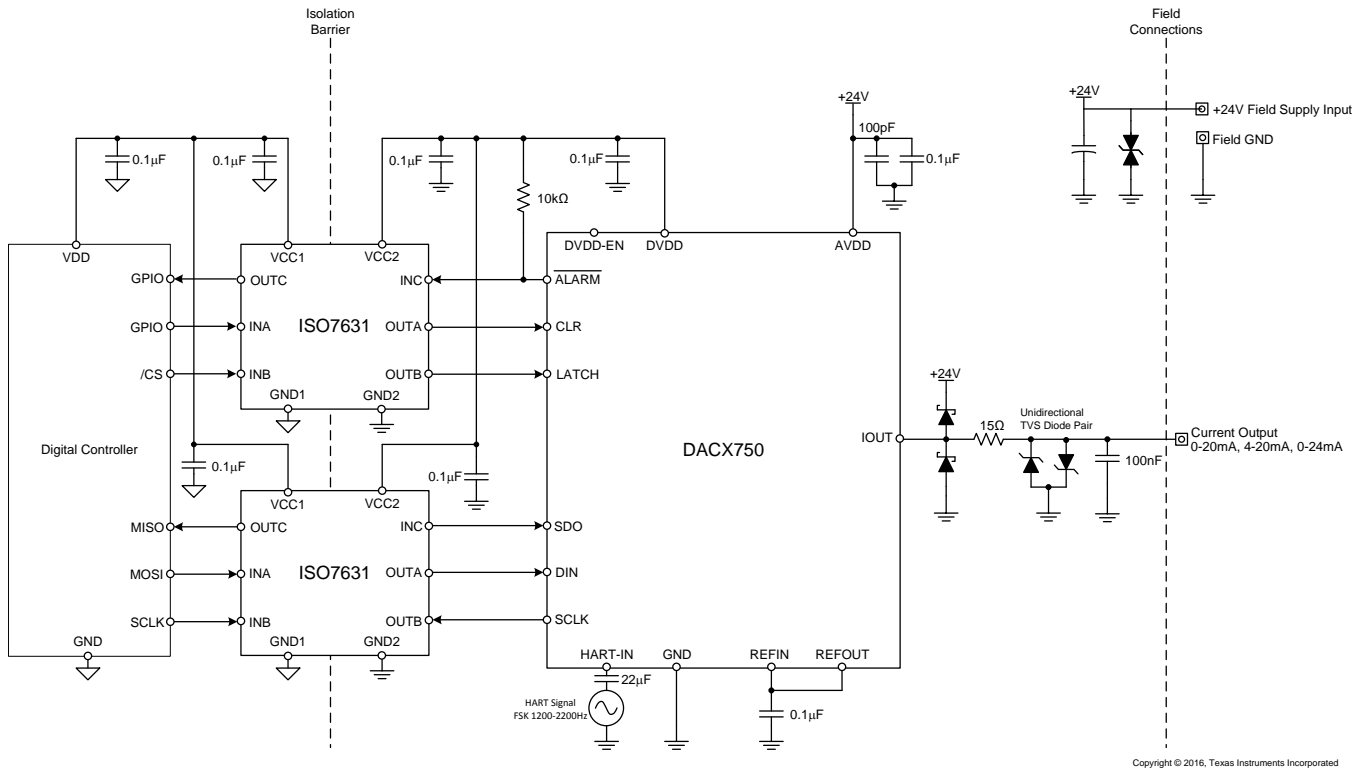 Isolation
Barrier
Field
Connections
+24V
+24V
+24V Field Supply Input
Field GND
100pF
0.1µF
0.1µF
0.1µF
0.1µF
0.1µF
10kΩ
VDD
VCC1
VCC2
DVDD-EN
DVDD
AVDD
GPIO
OUTC
INC
ALARM
GPIO
INA
ISO7631
OUTA
CLR
/CS
INB
OUTB
LATCH
GND1
GND2
+24V
Digital Controller
DACX750
IOUT
15Ω
Unidirectional
TVS Diode Pair
100nF
Current Output
0-20mA, 4-20mA, 0-24mA
0.1µF
0.1µF
VCC1
VCC2
MISO
OUTC
INC
SDO
MOSI
INA
ISO7631
OUTA
DIN
SCLK
INB
OUTB
SCLK
GND
GND1
GND2
HART-IN
GND
REFIN
REFOUT
22µF
HART Signal
FSK 1200-2200Hz
0.1µF
Copyright © 2016, Texas Instruments Incorporated